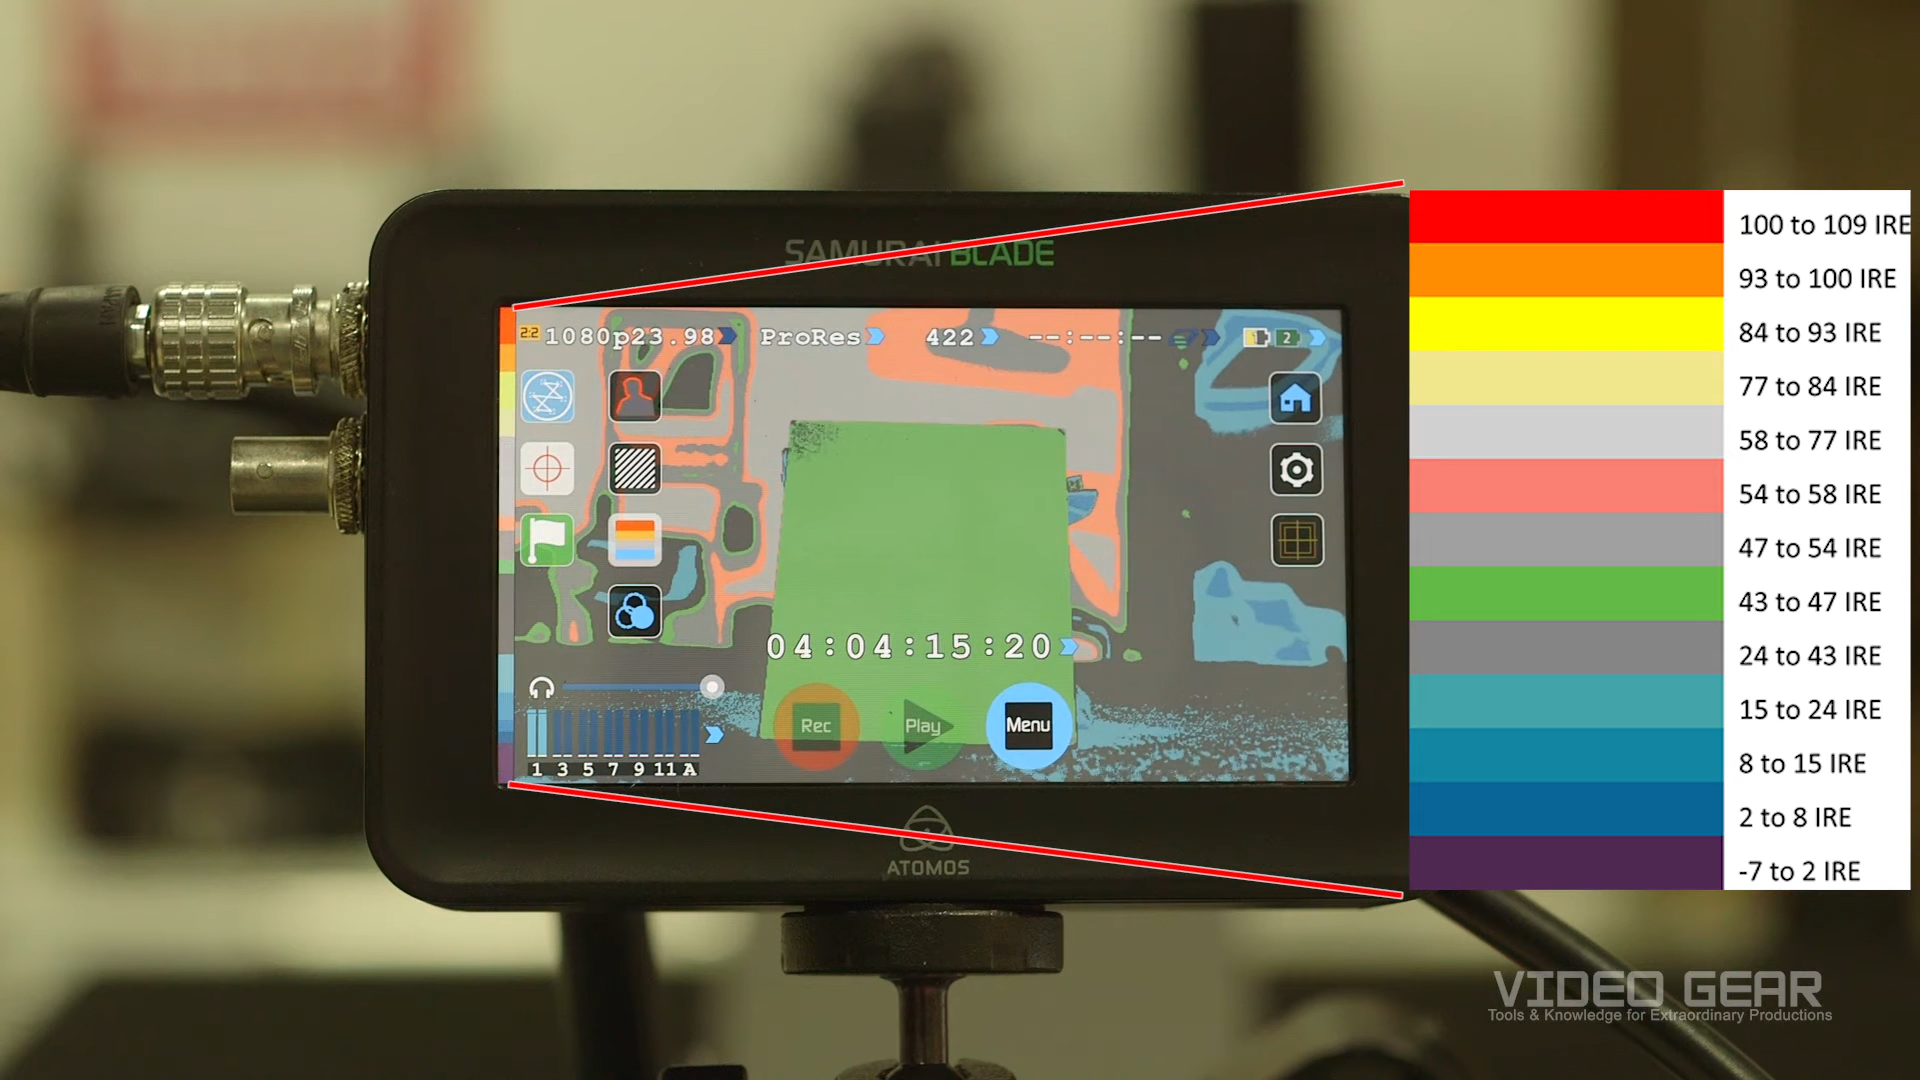 SAMURAI BLADE
2:2 1080p23.98 ProRes 422 --:--:-- 1 2
04:04:15:20
Rec Play Menu
1 3 5 7 9 11 A
ATOMOS
100 to 109 IRE
93 to 100 IRE
84 to 93 IRE
77 to 84 IRE
58 to 77 IRE
54 to 58 IRE
47 to 54 IRE
43 to 47 IRE
24 to 43 IRE
15 to 24 IRE
8 to 15 IRE
2 to 8 IRE
-7 to 2 IRE
VIDEO GEAR
Tools & Knowledge for Extraordinary Productions